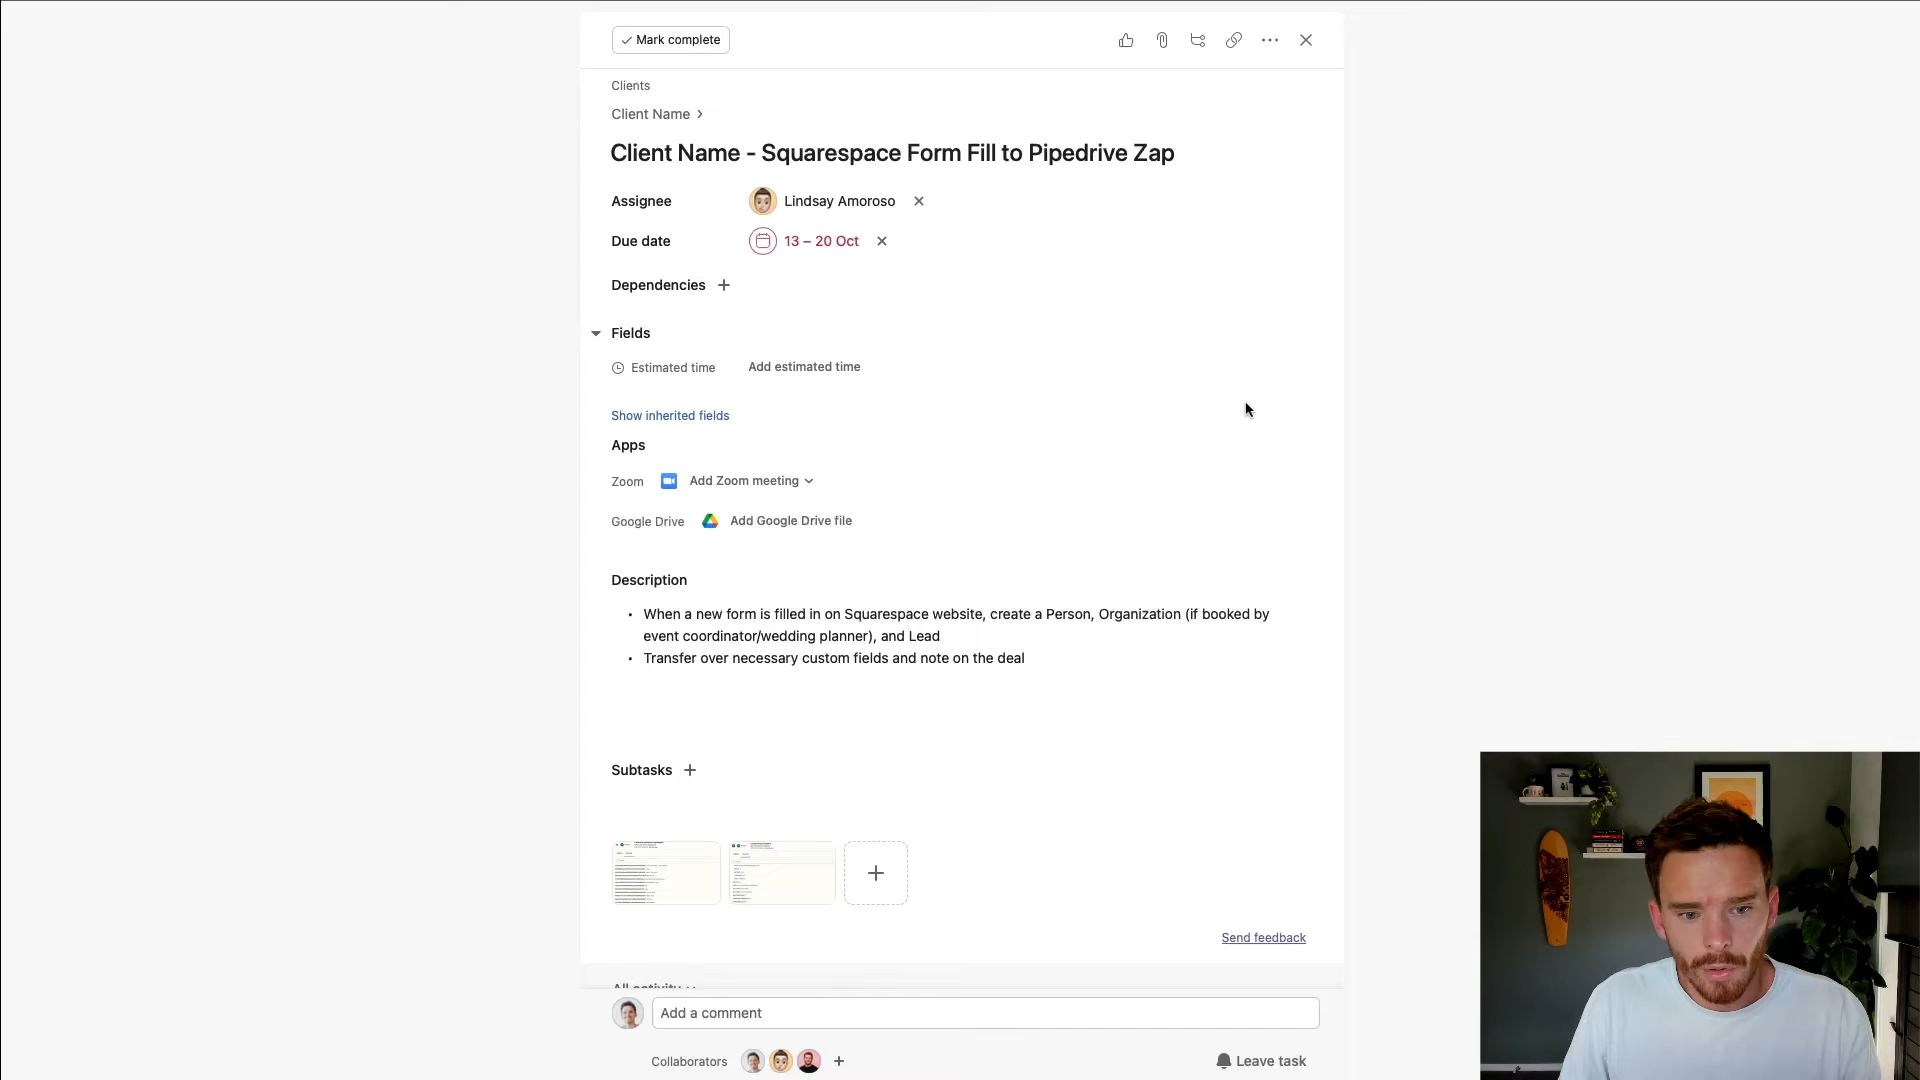 Mark complete
Clients
Client Name
Client Name - Squarespace Form Fill to Pipedrive Zap
Assignee Lindsay Amoroso
Due date 13 – 20 Oct
Dependencies
Fields
Estimated time Add estimated time
Show inherited fields
Apps
Zoom Add Zoom meeting
Google Drive Add Google Drive file
Description
• When a new form is filled in on Squarespace website, create a Person, Organization (if booked by
event coordinator/wedding planner), and Lead
• Transfer over necessary custom fields and note on the deal
Subtasks
Send feedback
All activity
Add a comment
Collaborators Leave task